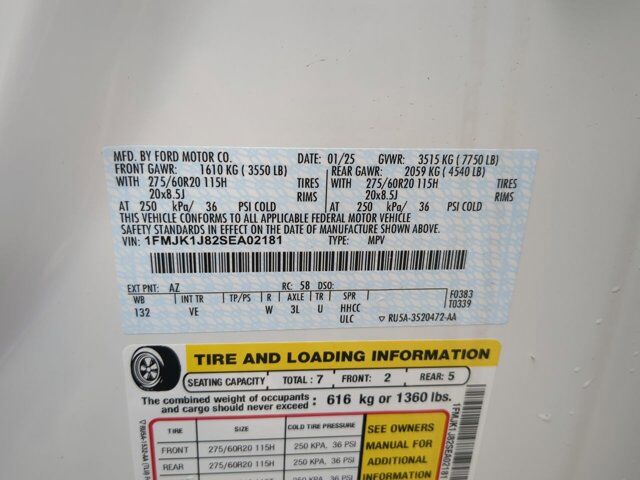 MFD. BY FORD MOTOR CO. DATE: 01/25 GVWR: 3515 KG ( 7750 LB)
FRONT GAWR: 1610 KG ( 3550 LB) REAR GAWR: 2059 KG ( 4540 LB)
WITH 275/60R20 115H TIRES WITH 275/60R20 115H TIRES
20x8.5J RIMS 20x8.5J RIMS
AT 250 kPa/ 36 PSI COLD AT 250 kPa/ 36 PSI COLD
THIS VEHICLE CONFORMS TO ALL APPLICABLE FEDERAL MOTOR VEHICLE
SAFETY STANDARDS IN EFFECT ON THE DATE OF MANUFACTURE SHOWN ABOVE.
VIN: 1FMJK1J82SEA02181 TYPE: MPV
EXT PNT: AZ RC: 58 DSO:
WB INT TR TP/PS R AXLE TR SPR F0383
132 VE W 3L U HHCC T0339
ULC ▽ RU5A-3520472-AA
TIRE AND LOADING INFORMATION
SEATING CAPACITY TOTAL : 7 FRONT: 2 REAR: 5
The combined weight of occupants and cargo should never exceed : 616 kg or 1360 lbs.
TIRE SIZE COLD TIRE PRESSURE
FRONT 275/60R20 115H 250 KPA, 36 PSI
REAR 275/60R20 115H 250 KPA, 36 PSI
SEE OWNERS
MANUAL FOR
ADDITIONAL
INFORMATION
1FMJK1J82SEA02181